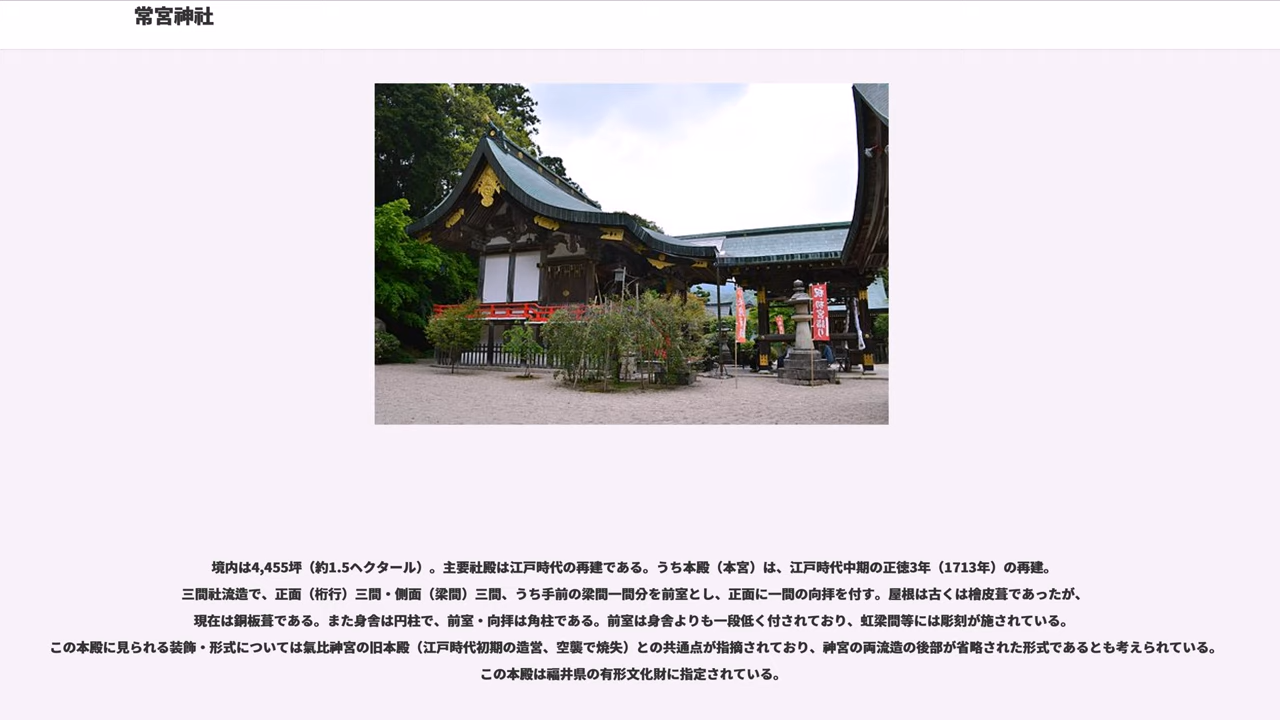 常宮神社
境内は4,455坪（約1.5ヘクタール）。主要社殿は江戸時代の再建である。うち本殿（本宮）は、江戸時代中期の正徳3年（1713年）の再建。
三間社流造で、正面（桁行）三間・側面（梁間）三間、うち手前の梁間一間分を前室とし、正面に一間の向拝を付す。屋根は古くは檜皮葺であったが、
現在は銅板葺である。また身舎は円柱で、前室・向拝は角柱である。前室は身舎よりも一段低く付されており、虹梁間等には彫刻が施されている。
この本殿に見られる装飾・形式については氣比神宮の旧本殿（江戸時代初期の造営、空襲で焼失）との共通点が指摘されており、神宮の両流造の後部が省略された形式であるとも考えられている。
この本殿は福井県の有形文化財に指定されている。